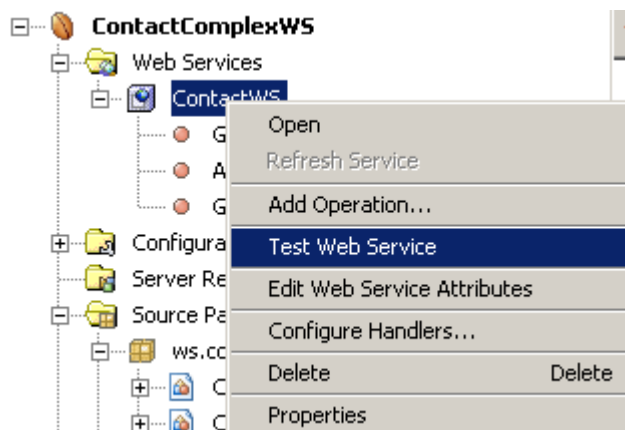 ContactComplexWS
Web Services
ContactWS
G
A
G
Configura
Server Re
Source Pa
ws.cc
C
C
Open
Refresh Service
Add Operation...
Test Web Service
Edit Web Service Attributes
Configure Handlers...
Delete Delete
Properties